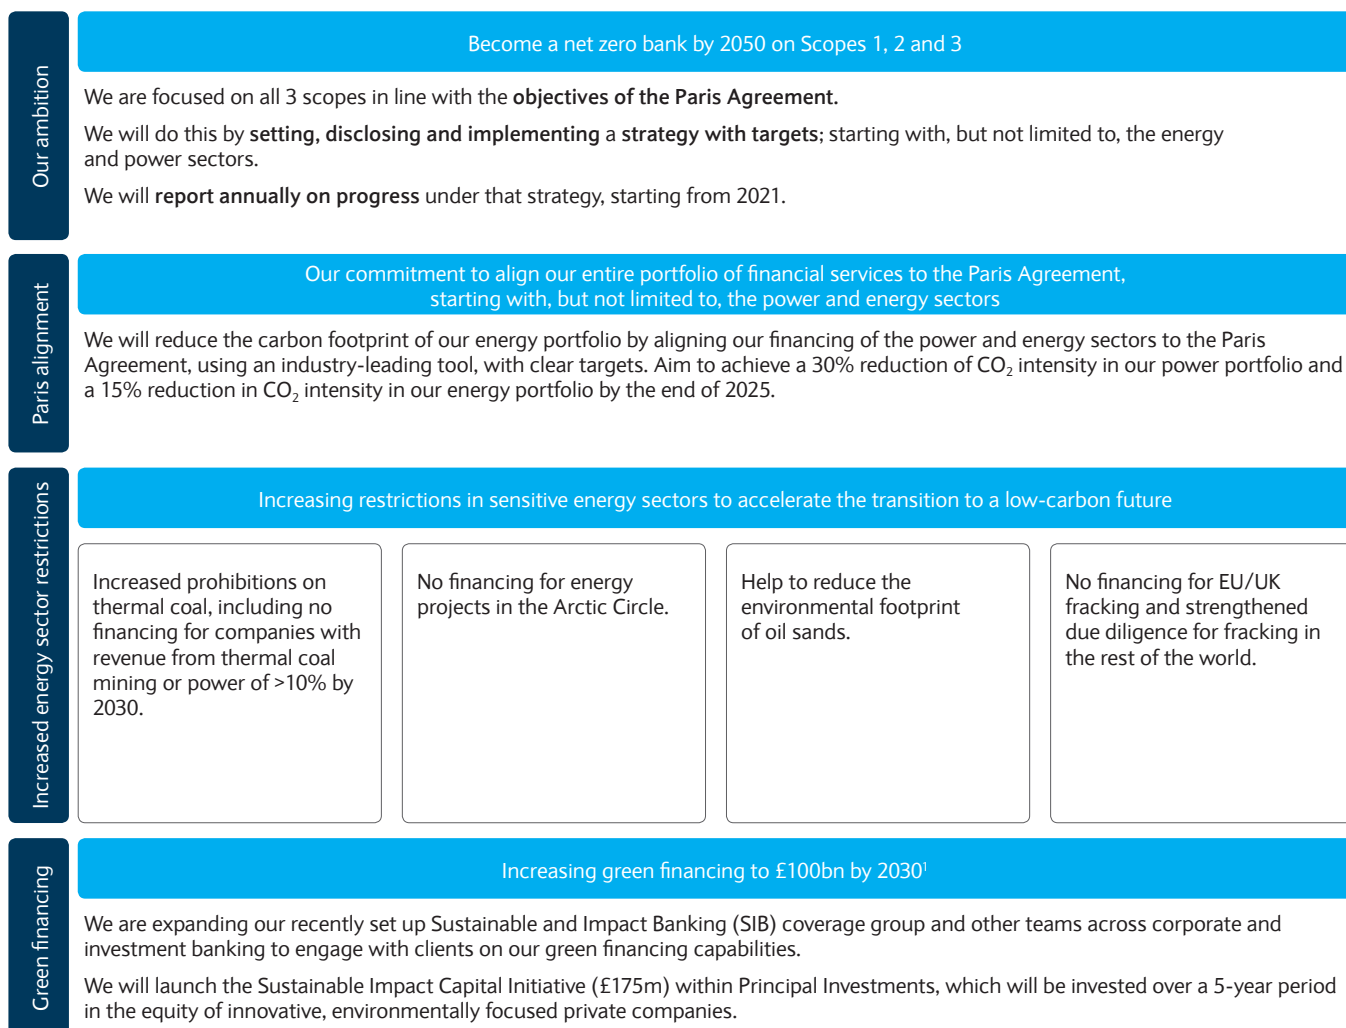 Our ambition
Become a net zero bank by 2050 on Scopes 1, 2 and 3
We are focused on all 3 scopes in line with the objectives of the Paris Agreement.
We will do this by setting, disclosing and implementing a strategy with targets; starting with, but not limited to, the energy
and power sectors.
We will report annually on progress under that strategy, starting from 2021.
Paris alignment
Our commitment to align our entire portfolio of financial services to the Paris Agreement,
starting with, but not limited to, the power and energy sectors
We will reduce the carbon footprint of our energy portfolio by aligning our financing of the power and energy sectors to the Paris
Agreement, using an industry-leading tool, with clear targets. Aim to achieve a 30% reduction of CO₂ intensity in our power portfolio and
a 15% reduction in CO₂ intensity in our energy portfolio by the end of 2025.
Increased energy sector restrictions
Increasing restrictions in sensitive energy sectors to accelerate the transition to a low-carbon future
Increased prohibitions on
thermal coal, including no
financing for companies with
revenue from thermal coal
mining or power of >10% by
2030.
No financing for energy
projects in the Arctic Circle.
Help to reduce the
environmental footprint
of oil sands.
No financing for EU/UK
fracking and strengthened
due diligence for fracking in
the rest of the world.
Green financing
Increasing green financing to £100bn by 2030¹
We are expanding our recently set up Sustainable and Impact Banking (SIB) coverage group and other teams across corporate and
investment banking to engage with clients on our green financing capabilities.
We will launch the Sustainable Impact Capital Initiative (£175m) within Principal Investments, which will be invested over a 5-year period
in the equity of innovative, environmentally focused private companies.